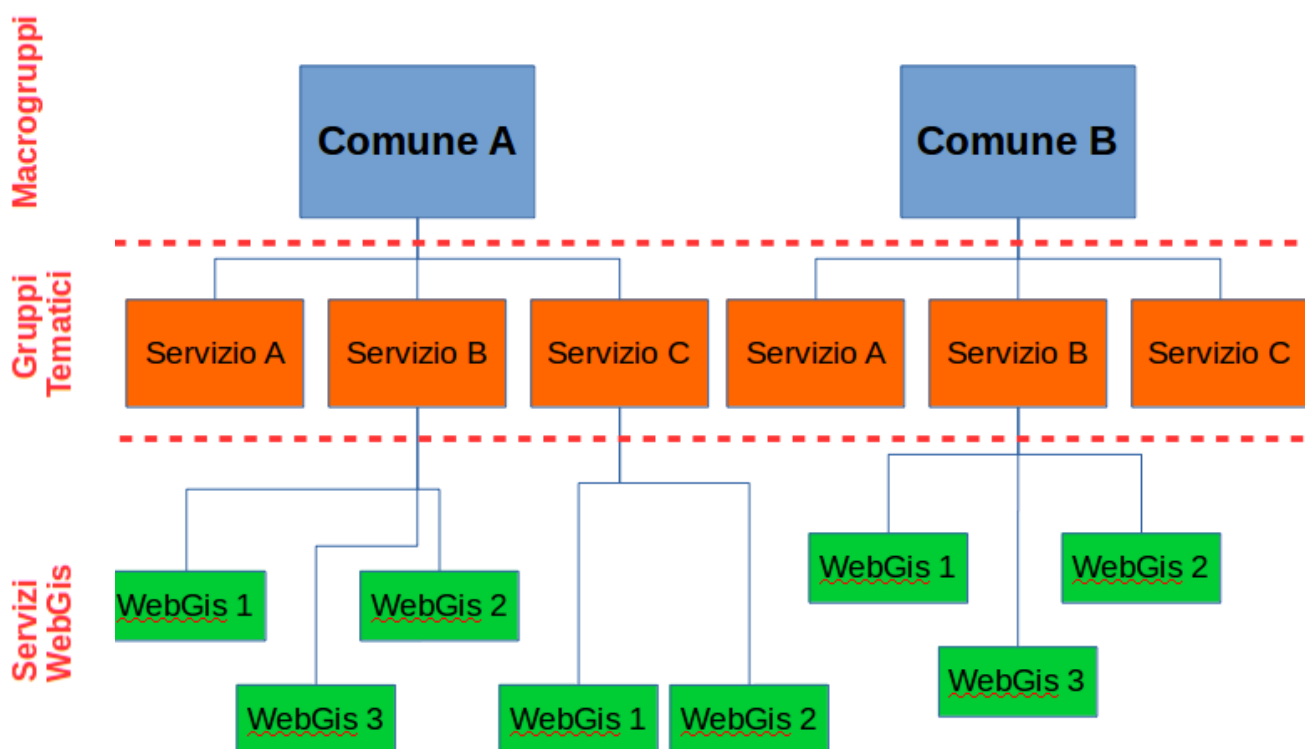 Macrogruppi
Comune A
Comune B
Gruppi
Tematici
Servizio A
Servizio B
Servizio C
Servizio A
Servizio B
Servizio C
Servizi
WebGis
WebGis 1
WebGis 2
WebGis 3
WebGis 1
WebGis 2
WebGis 1
WebGis 2
WebGis 3